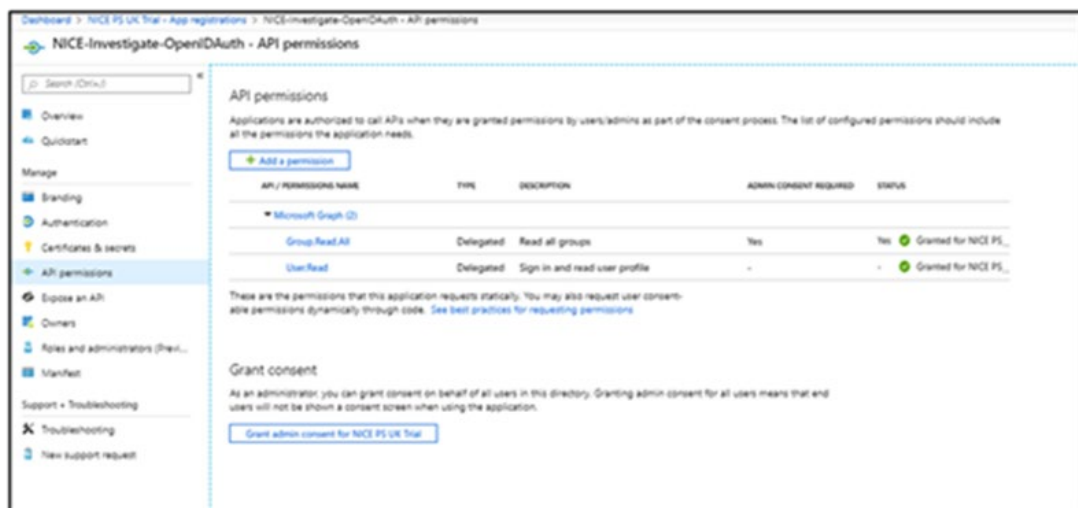 Dashboard > NICE PS UK Trial - App registrations > NICE-Investigate-OpenIDAuth - API permissions
NICE-Investigate-OpenIDAuth - API permissions
Search (Ctrl+/)
«
Overview
Quickstart
Manage
Branding
Authentication
Certificates & secrets
API permissions
Expose an API
Owners
Roles and administrators (Previ...
Manifest
Support + Troubleshooting
Troubleshooting
New support request
API permissions
Applications are authorized to call APIs when they are granted permissions by users/admins as part of the consent process. The list of configured permissions should include
all the permissions the application needs.
+ Add a permission
API / PERMISSIONS NAME TYPE DESCRIPTION ADMIN CONSENT REQUIRED STATUS
Microsoft Graph (2)
Group.Read.All Delegated Read all groups Yes Yes Granted for NICE PS...
User.Read Delegated Sign in and read user profile - - Granted for NICE PS...
These are the permissions that this application requests statically. You may also request user consent-
able permissions dynamically through code. See best practices for requesting permissions
Grant consent
As an administrator, you can grant consent on behalf of all users in this directory. Granting admin consent for all users means that end
users will not be shown a consent screen when using the application.
Grant admin consent for NICE PS UK Trial